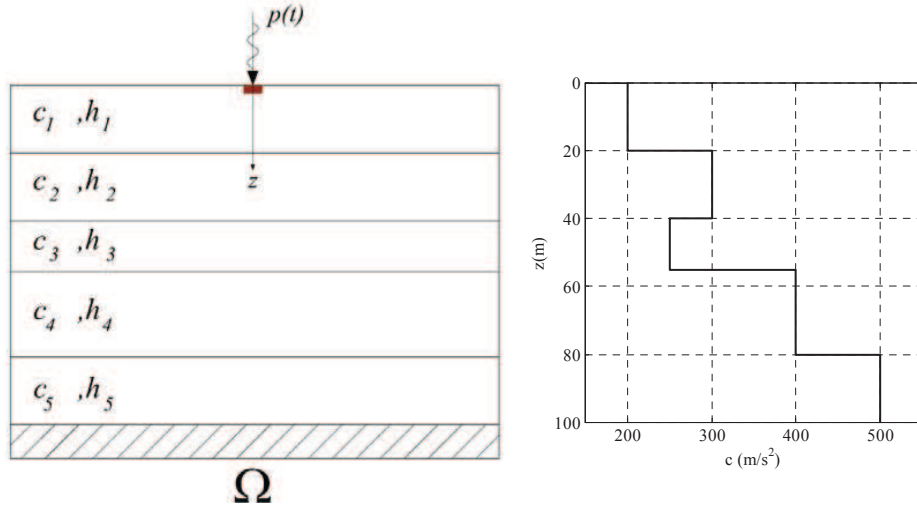 p(t)
c₁ ,h₁
z
c₂ ,h₂
c₃ ,h₃
c₄ ,h₄
c₅ ,h₅
Ω
0
20
40
60
80
100
z(m)
200 300 400 500
c (m/s²)